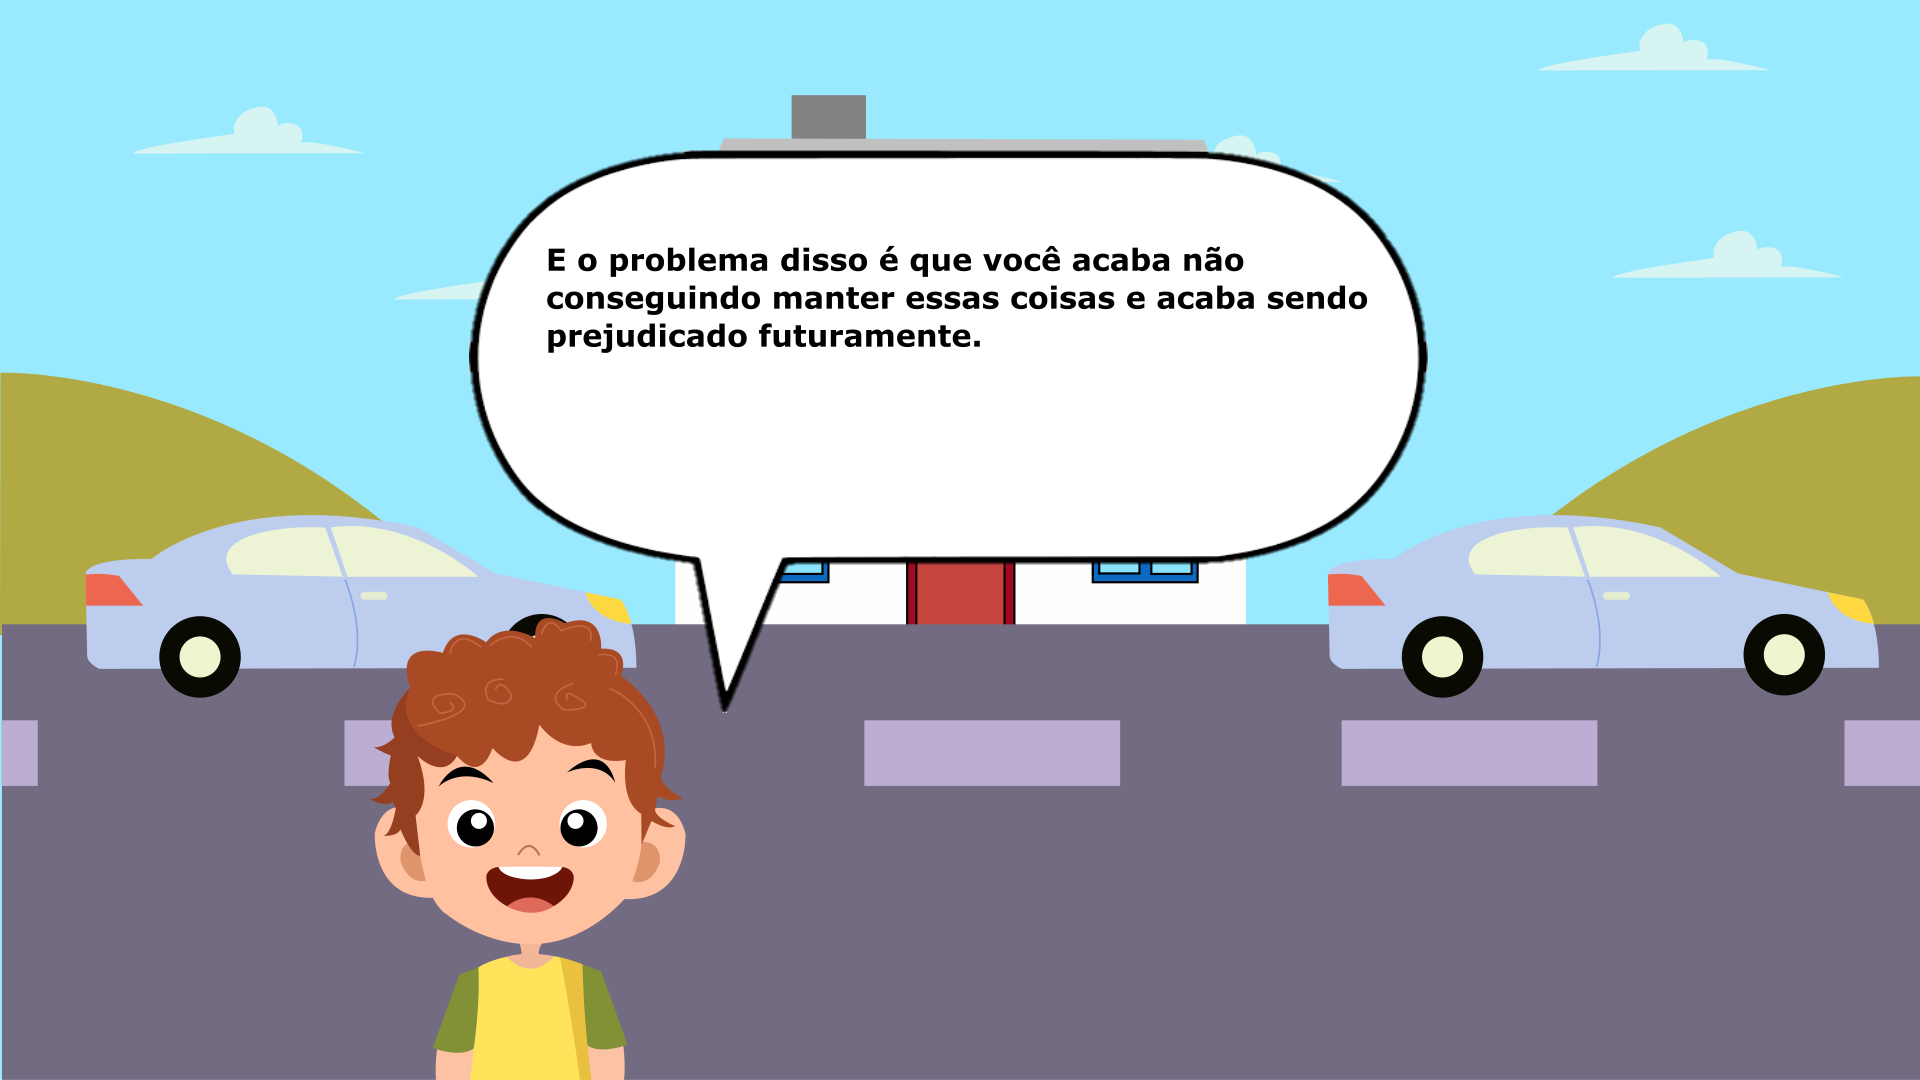 E o problema disso é que você acaba não
conseguindo manter essas coisas e acaba sendo
prejudicado futuramente.